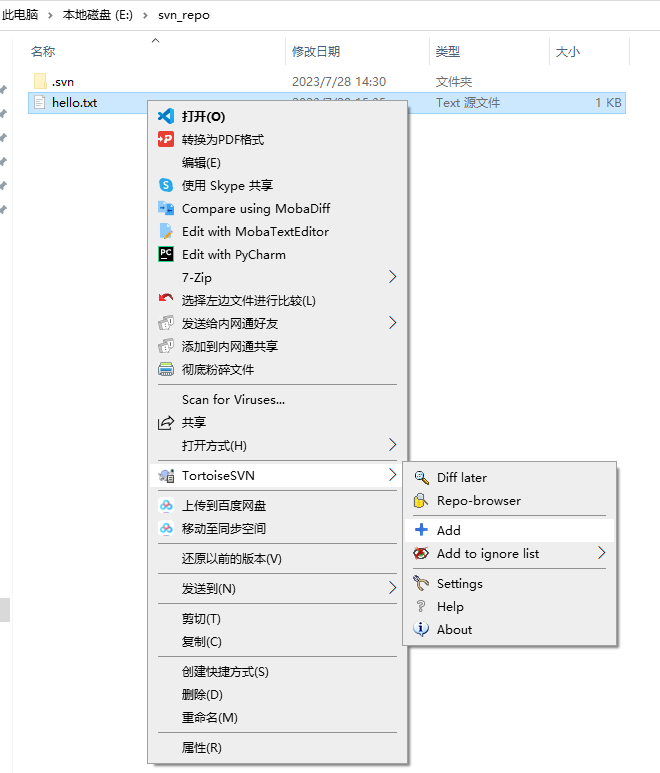 此电脑 > 本地磁盘 (E:) > svn_repo
名称 修改日期 类型 大小
.svn 2023/7/28 14:30 文件夹
hello.txt Text 源文件 1 KB
打开(O)
转换为PDF格式
编辑(E)
使用 Skype 共享
Compare using MobaDiff
Edit with MobaTextEditor
Edit with PyCharm
7-Zip
选择左边文件进行比较(L)
发送给内网通好友
添加到内网通共享
彻底粉碎文件
Scan for Viruses...
共享
打开方式(H)
TortoiseSVN
上传到百度网盘
移动至同步空间
还原以前的版本(V)
发送到(N)
剪切(T)
复制(C)
创建快捷方式(S)
删除(D)
重命名(M)
属性(R)
Diff later
Repo-browser
Add
Add to ignore list
Settings
Help
About